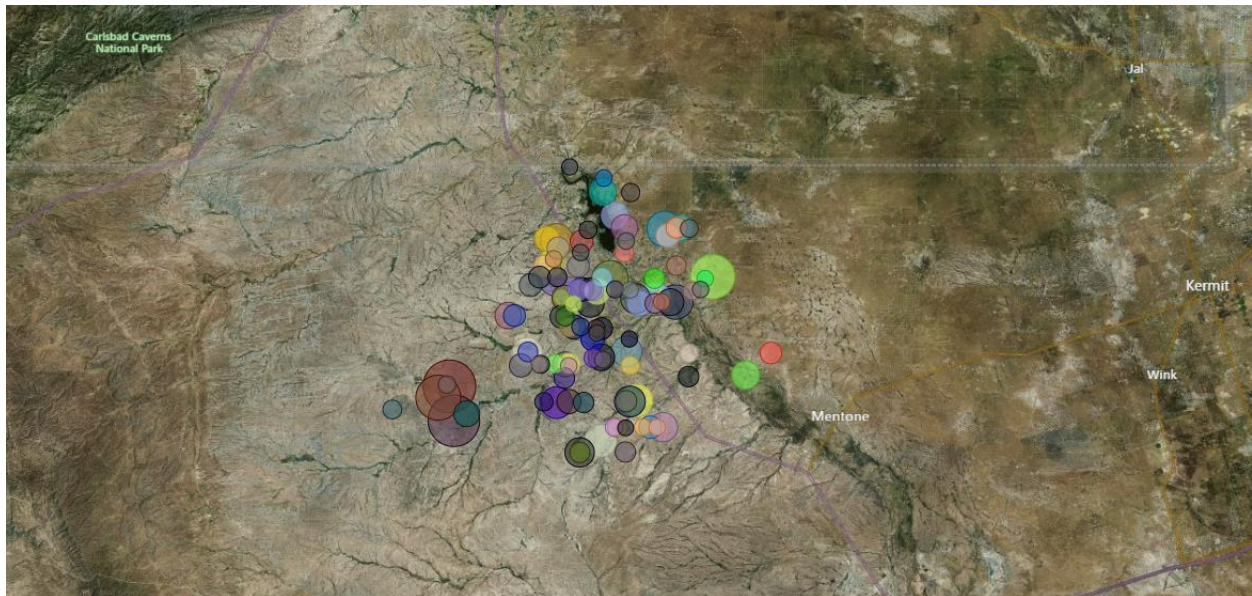 Carlsbad Caverns
National Park
Jal
Kermit
Wink
Mentone